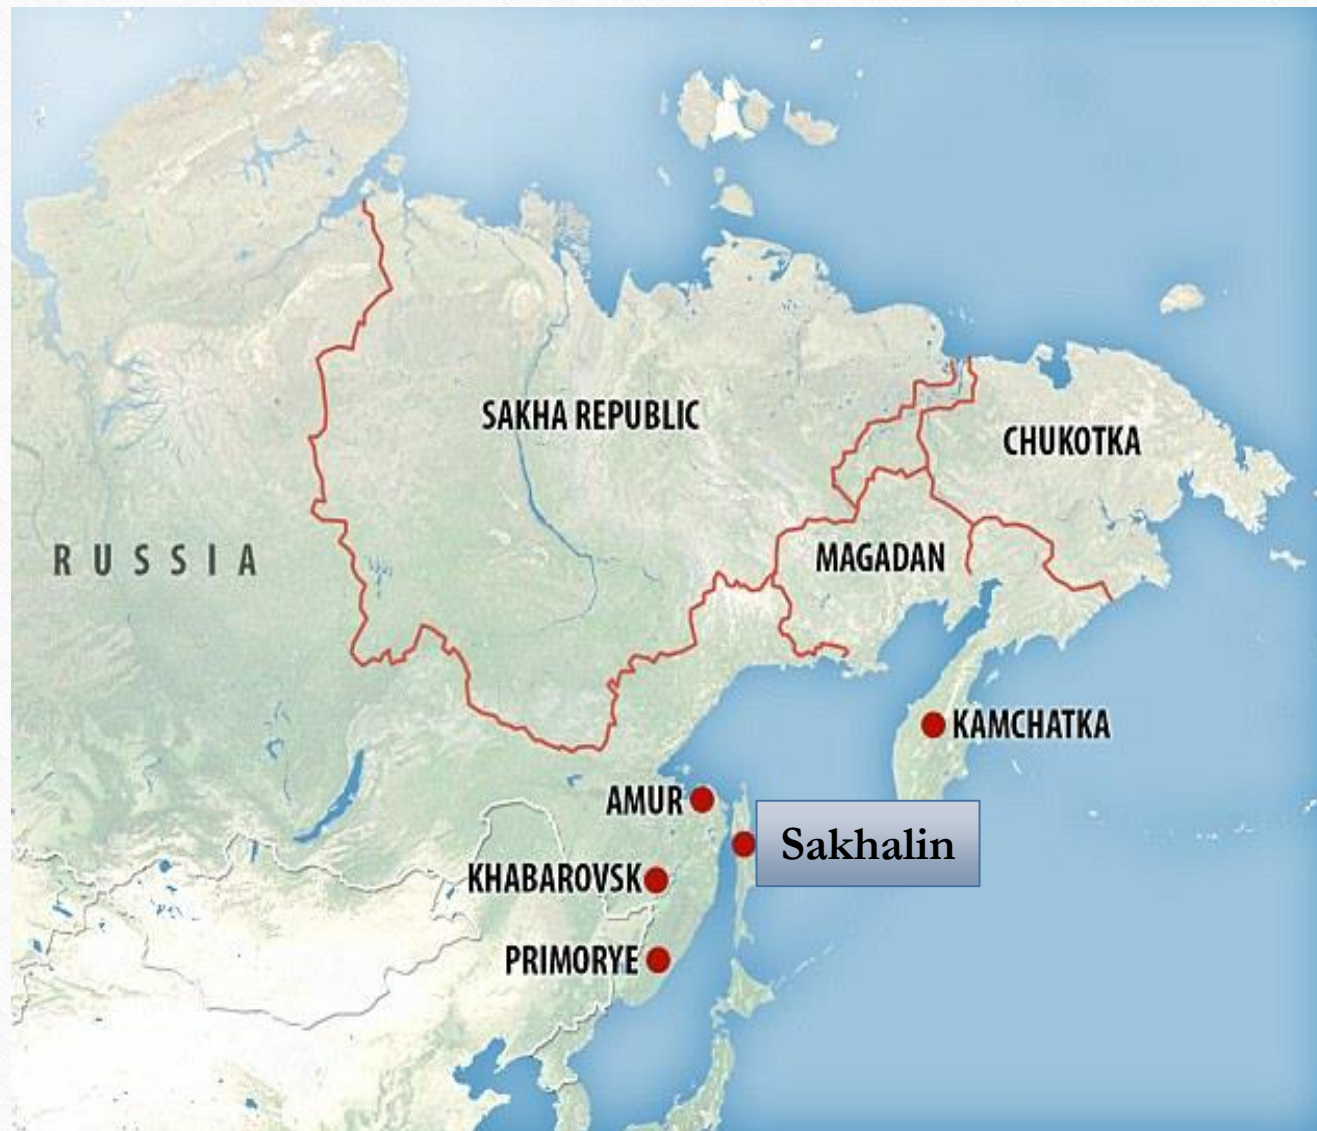 SAKHA REPUBLIC
CHUKOTKA
RUSSIA
MAGADAN
KAMCHATKA
AMUR
Sakhalin
KHABAROVSK
PRIMORYE